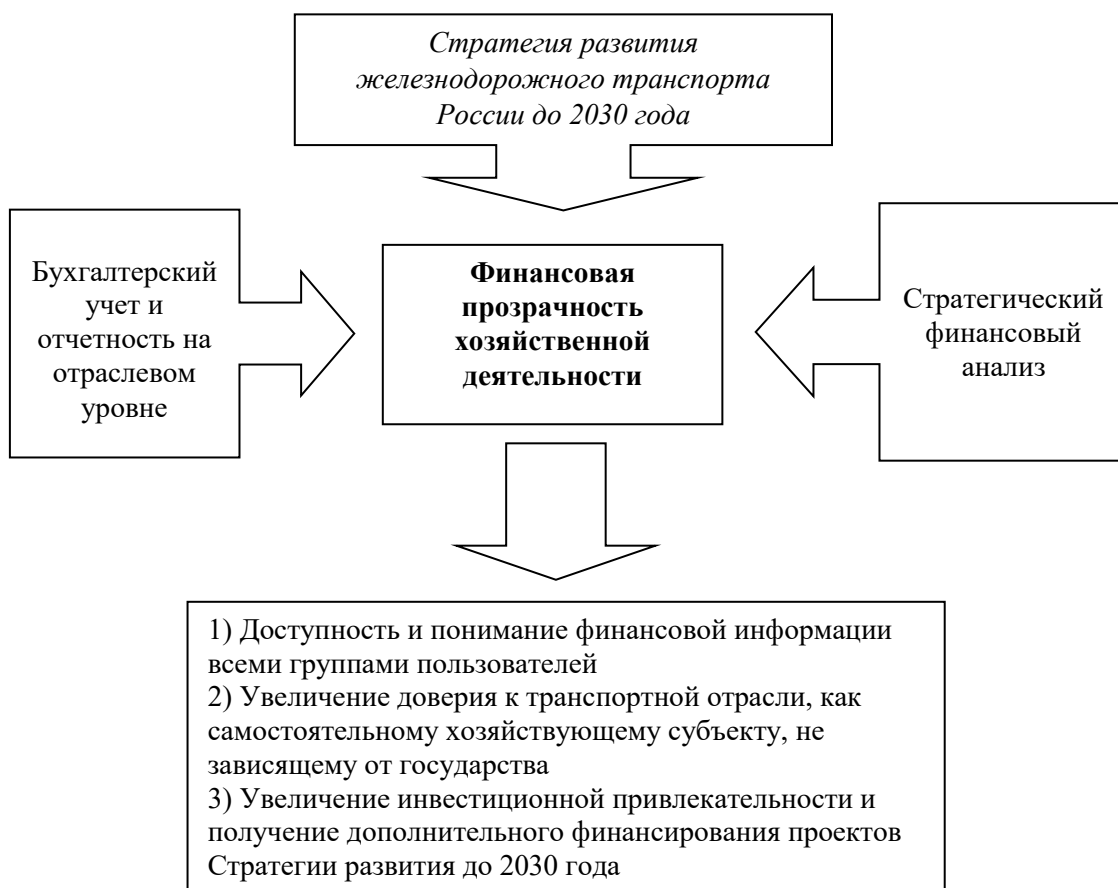 Стратегия развития
железнодорожного транспорта
России до 2030 года
Бухгалтерский
учет и
отчетность на
отраслевом
уровне
Финансовая
прозрачность
хозяйственной
деятельности
Стратегический
финансовый
анализ
1) Доступность и понимание финансовой информации
всеми группами пользователей
2) Увеличение доверия к транспортной отрасли, как
самостоятельному хозяйствующему субъекту, не
зависящему от государства
3) Увеличение инвестиционной привлекательности и
получение дополнительного финансирования проектов
Стратегии развития до 2030 года